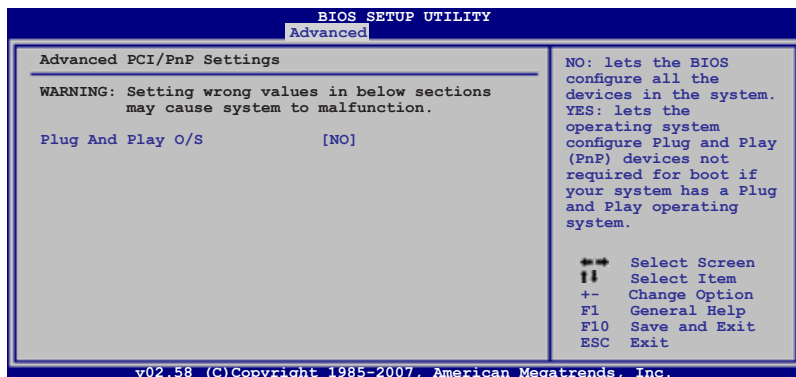 BIOS SETUP UTILITY
Advanced
Advanced PCI/PnP Settings
WARNING: Setting wrong values in below sections
may cause system to malfunction.
Plug And Play O/S [NO]
NO: lets the BIOS
configure all the
devices in the system.
YES: lets the
operating system
configure Plug and Play
(PnP) devices not
required for boot if
your system has a Plug
and Play operating
system.
Select Screen
Select Item
+- Change Option
F1 General Help
F10 Save and Exit
ESC Exit
v02.58 (C)Copyright 1985-2007, American Megatrends, Inc.